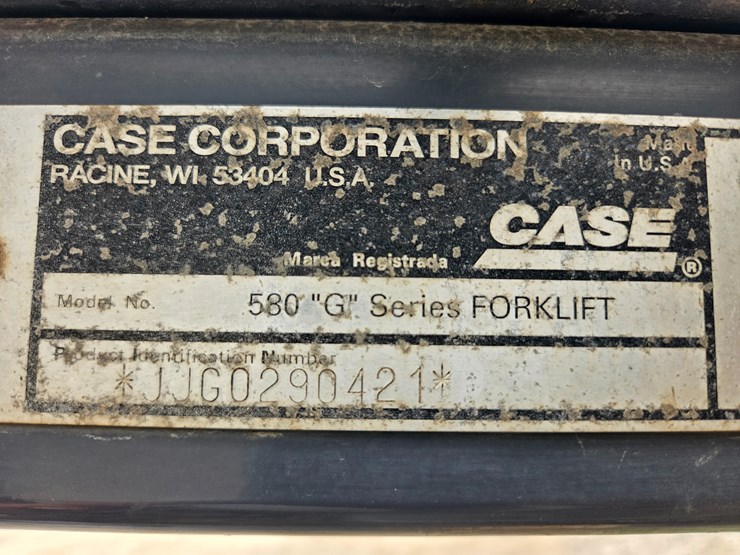 CASE CORPORATION
RACINE, WI 53404 U.S.A.
Made
in U.S.A.
CASE
®
Marca Registrada
Model No.
580 "G" Series FORKLIFT
Product Identification Number
*JJG0290421*